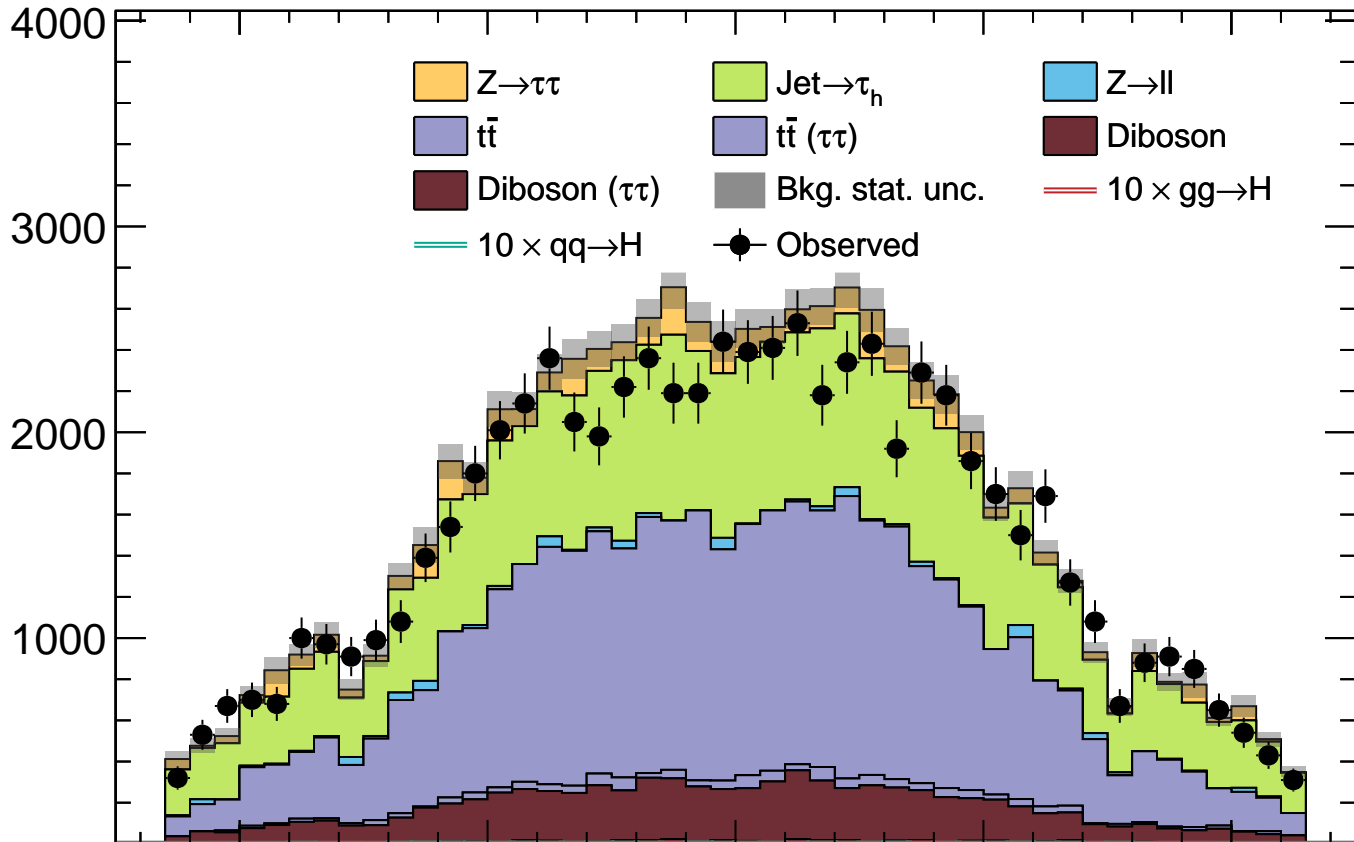 4000
Z→ττ Jet→τh Z→ll
tt̄ tt̄ (ττ) Diboson
Diboson (ττ) Bkg. stat. unc. 10 × gg→H
3000
10 × qq→H Observed
2000
1000